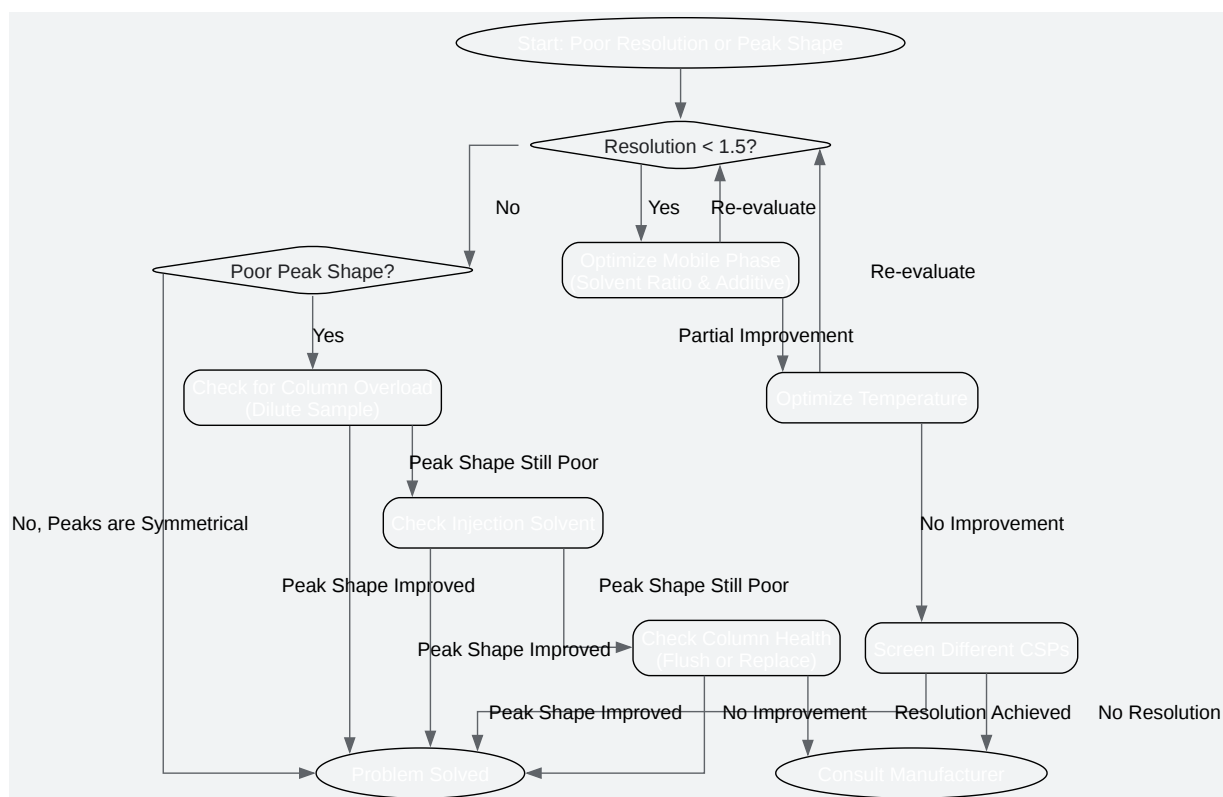 Start: Poor Resolution or Peak Shape
Resolution < 1.5?
No
Yes
Re-evaluate
Poor Peak Shape?
Optimize Mobile Phase
(Solvent Ratio & Additive)
Re-evaluate
Yes
Partial Improvement
Check for Column Overload
(Dilute Sample)
Optimize Temperature
Peak Shape Still Poor
No, Peaks are Symmetrical
Check Injection Solvent
No Improvement
Peak Shape Improved
Peak Shape Still Poor
Peak Shape Improved
Check Column Health
(Flush or Replace)
Screen Different CSPs
Peak Shape Improved
No Improvement
Resolution Achieved
No Resolution
Problem Solved
Consult Manufacturer